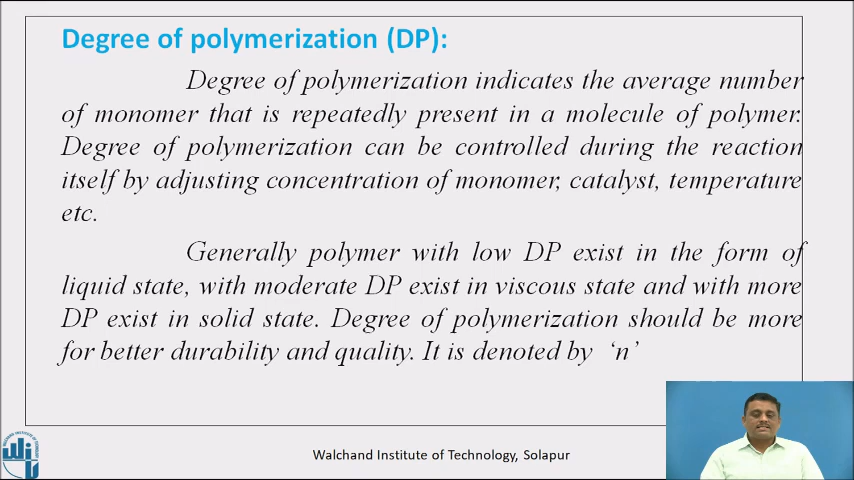 Degree of polymerization (DP):
Degree of polymerization indicates the average number
of monomer that is repeatedly present in a molecule of polymer.
Degree of polymerization can be controlled during the reaction
itself by adjusting concentration of monomer, catalyst, temperature
etc.
Generally polymer with low DP exist in the form of
liquid state, with moderate DP exist in viscous state and with more
DP exist in solid state. Degree of polymerization should be more
for better durability and quality. It is denoted by ‘n’
Walchand Institute of Technology, Solapur